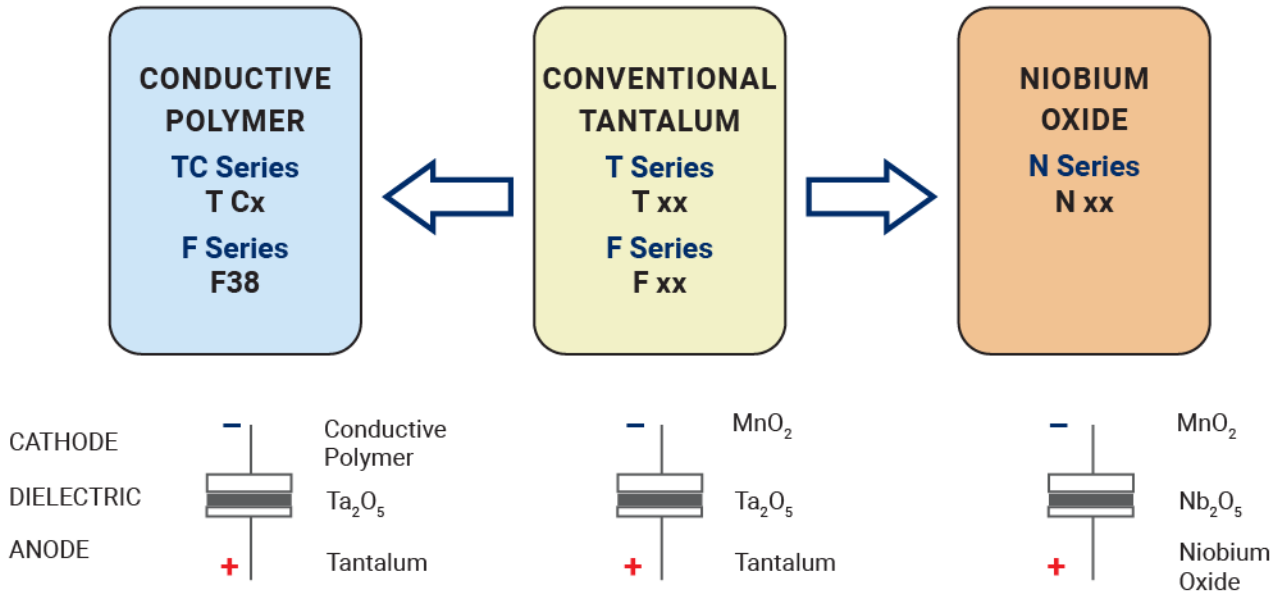 CONDUCTIVE
POLYMER
TC Series
T Cx
F Series
F38
CONVENTIONAL
TANTALUM
T Series
T xx
F Series
F xx
NIOBIUM
OXIDE
N Series
N xx
CATHODE
DIELECTRIC
ANODE
−
Conductive
Polymer
Ta₂O₅
+
Tantalum
−
MnO₂
Ta₂O₅
+
Tantalum
−
MnO₂
Nb₂O₅
+
Niobium
Oxide